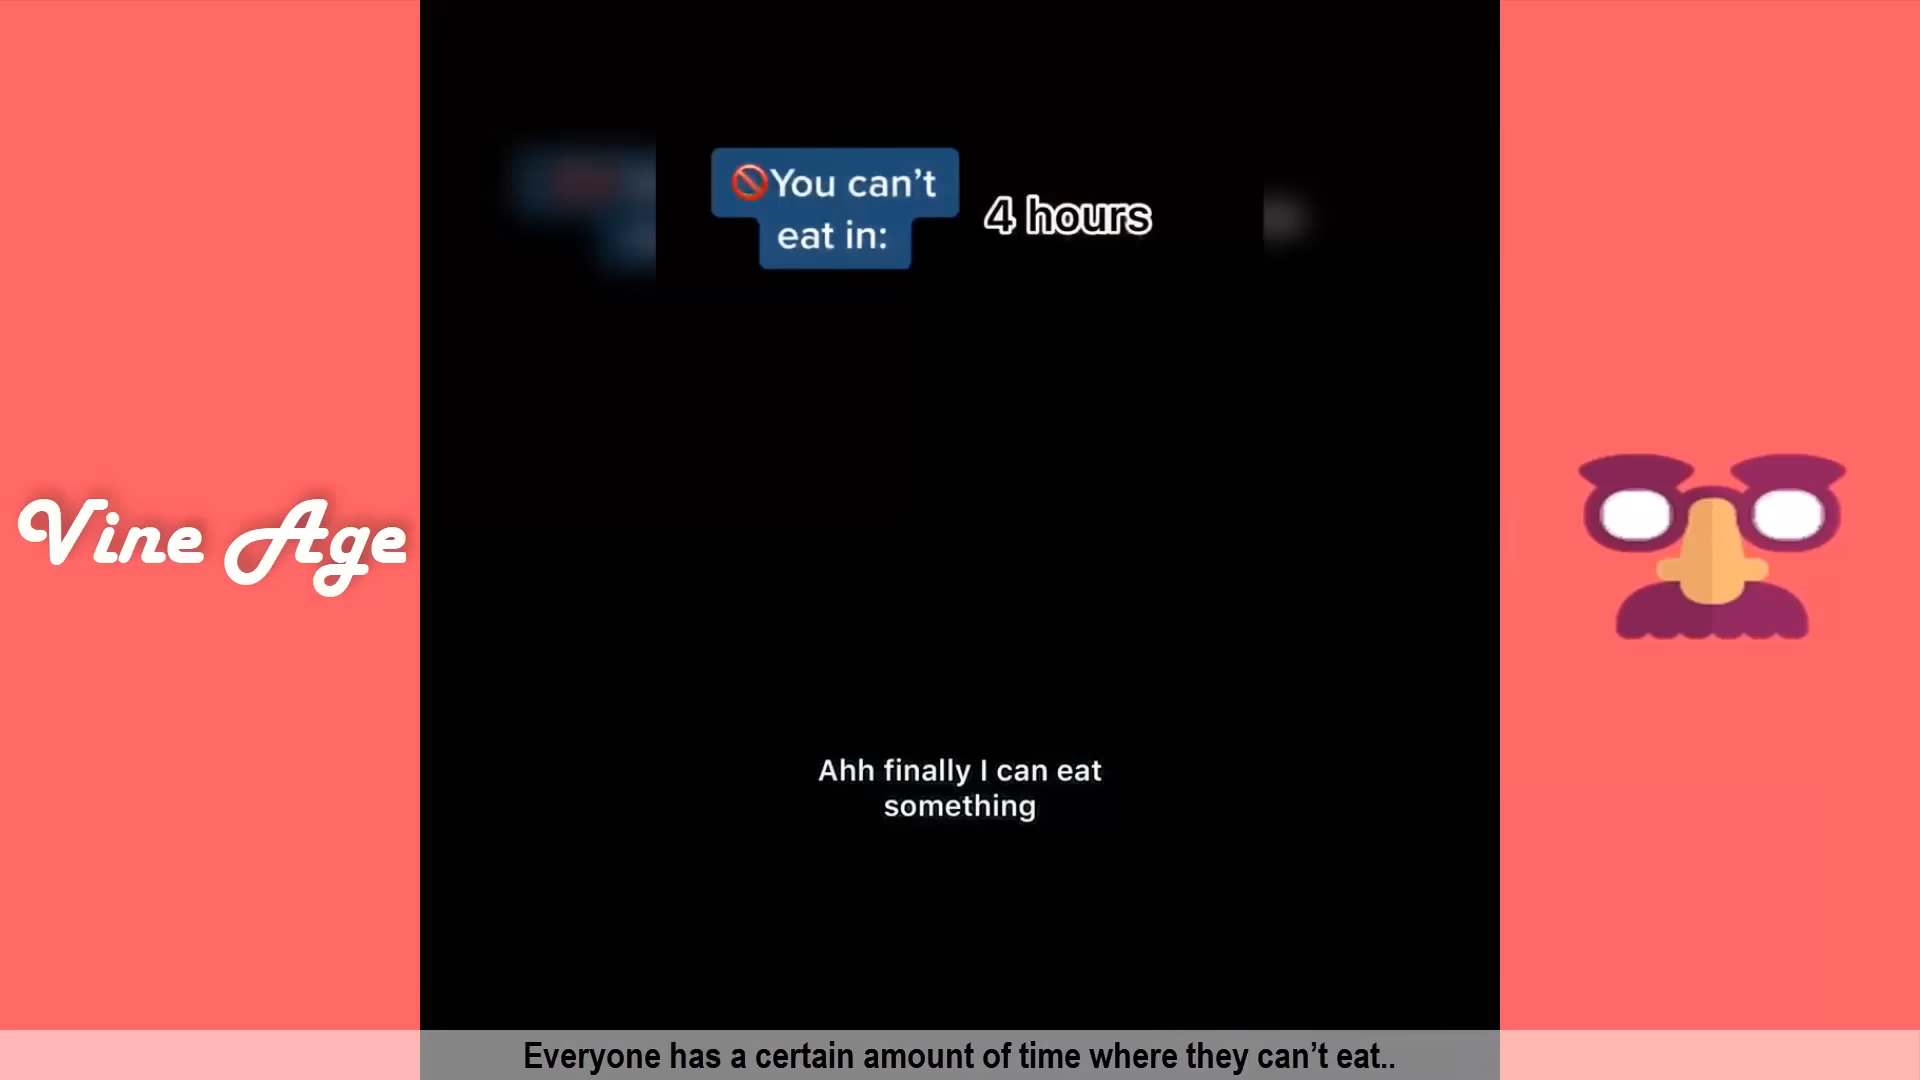 🚫You can't
eat in:
4 hours
Vine Age
Ahh finally I can eat
something
Everyone has a certain amount of time where they can't eat..